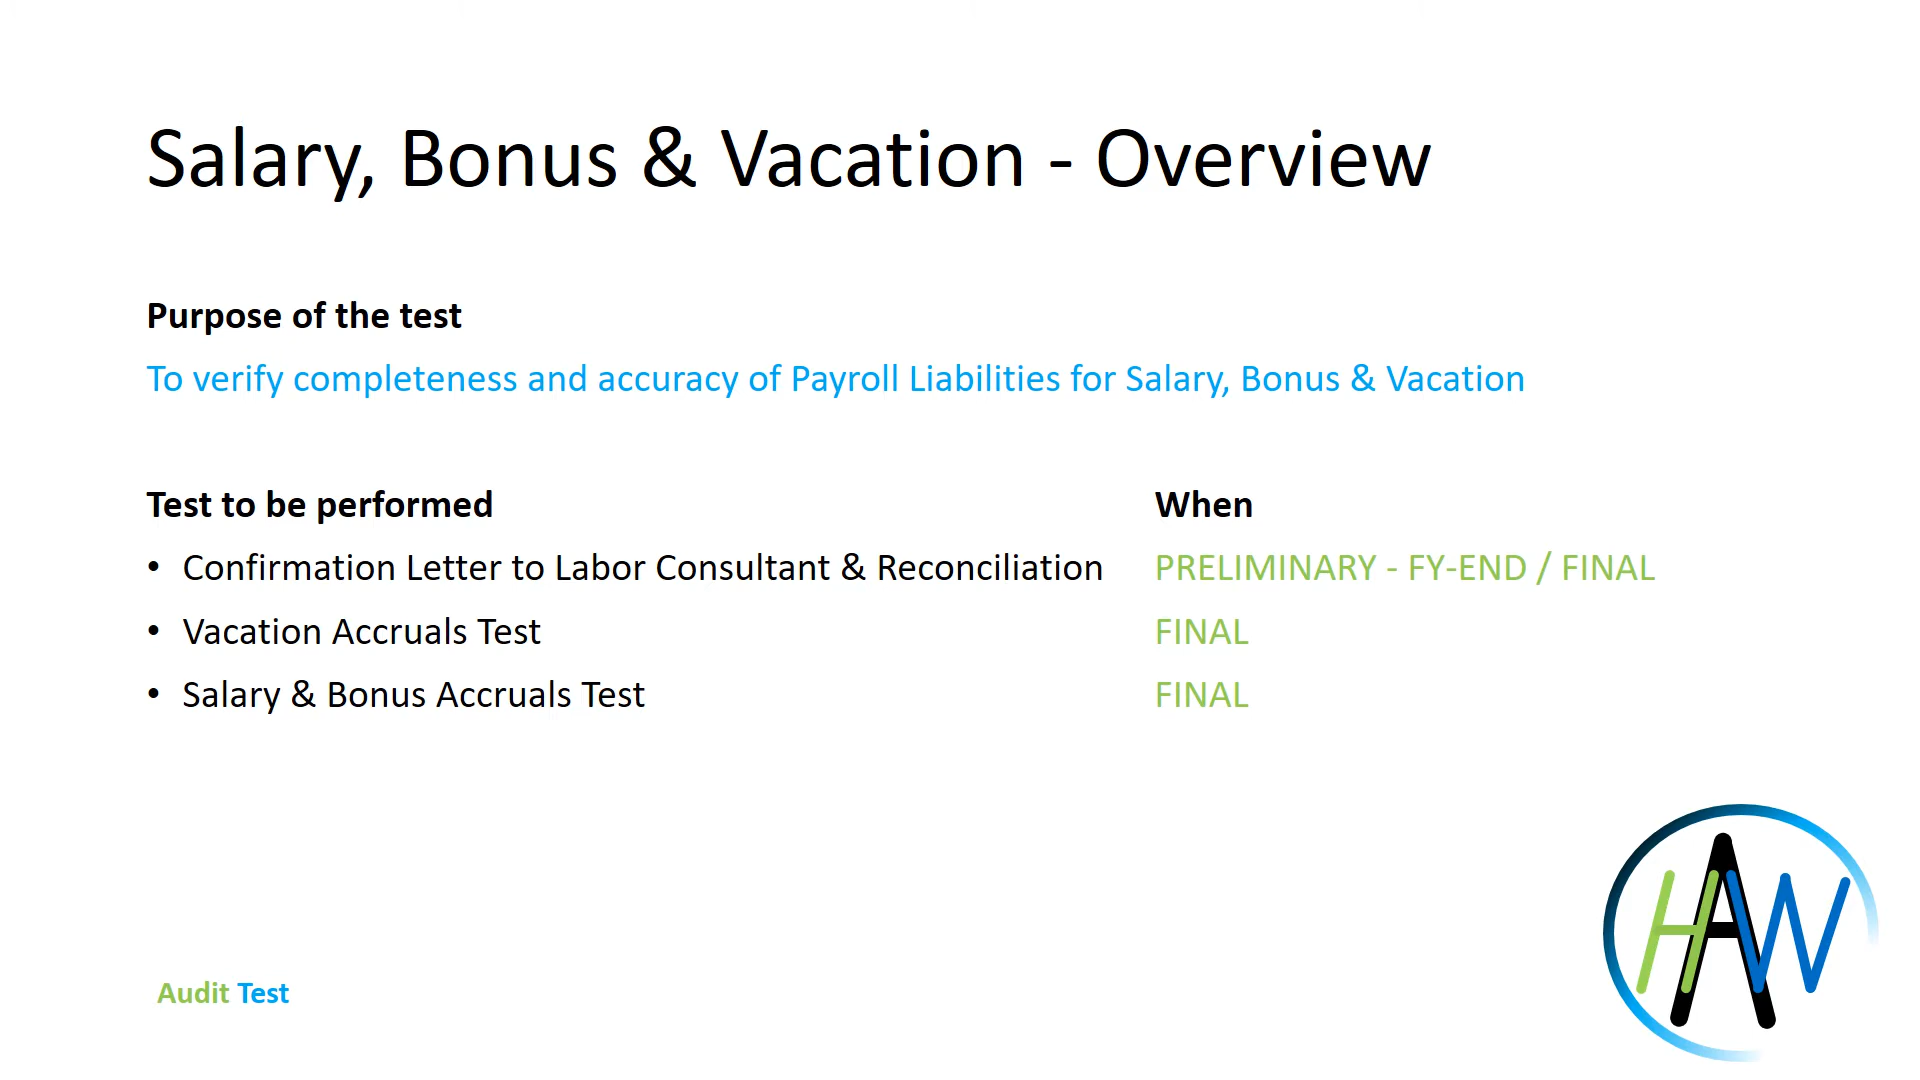 Salary, Bonus & Vacation - Overview
Purpose of the test
To verify completeness and accuracy of Payroll Liabilities for Salary, Bonus & Vacation
Test to be performed When
• Confirmation Letter to Labor Consultant & Reconciliation PRELIMINARY - FY-END / FINAL
• Vacation Accruals Test FINAL
• Salary & Bonus Accruals Test FINAL
HAW
Audit Test